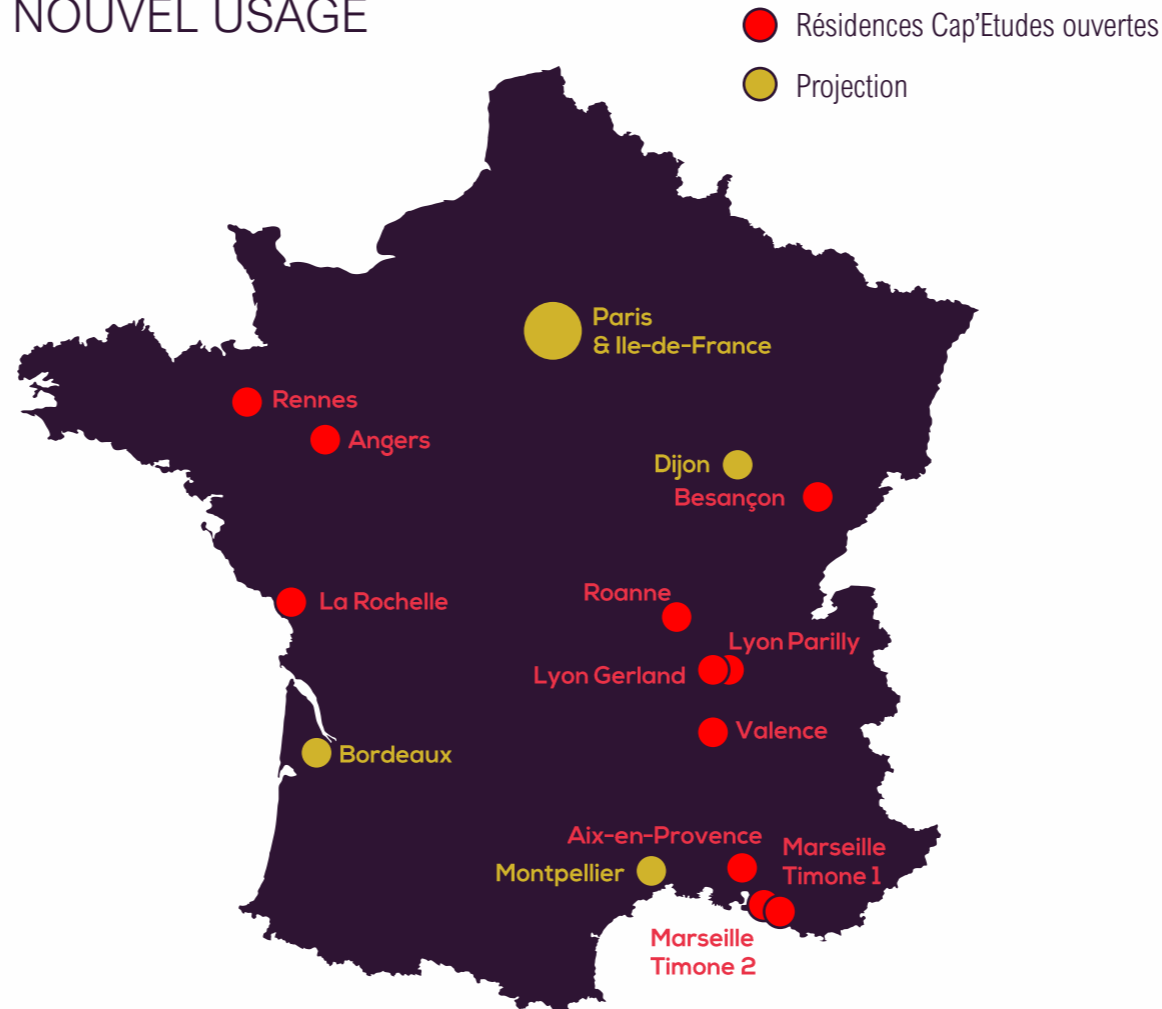 NOUVEL USAGE
Résidences Cap'Etudes ouvertes
Projection
Paris
& Ile-de-France
Rennes
Angers
Dijon
Besançon
La Rochelle
Roanne
Lyon Parilly
Lyon Gerland
Valence
Bordeaux
Aix-en-Provence
Marseille
Timone 1
Montpellier
Marseille
Timone 2